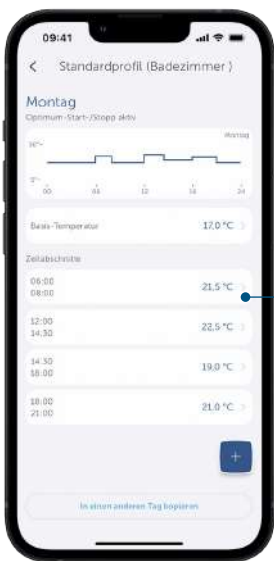 09:41
Standardprofil (Badezimmer )
Montag
Optimum-Start-/Stopp aktiv
Montag
00 06 12 18 24
Basis-Temperatur 17,0 °C
Zeitabschnitte
06:00
08:00
21,5 °C
12:00
14:30
22,5 °C
14:30
18:00
19,0 °C
18:00
21:00
21,0 °C
+
In einen anderen Tag kopieren